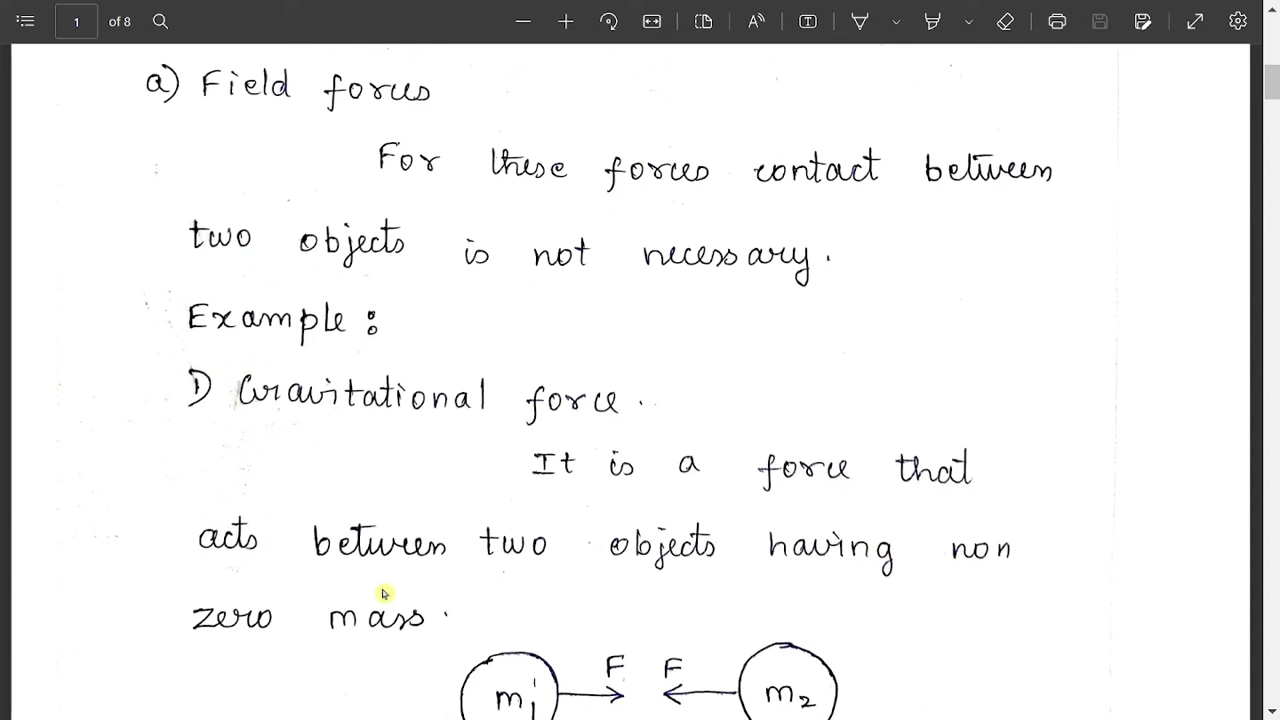 1 of 8
a) Field forces
For these forces contact between
two objects is not necessary.
Example :
1) Gravitational force.
It is a force that
acts between two objects having non
zero mass.
F F
m1 m2